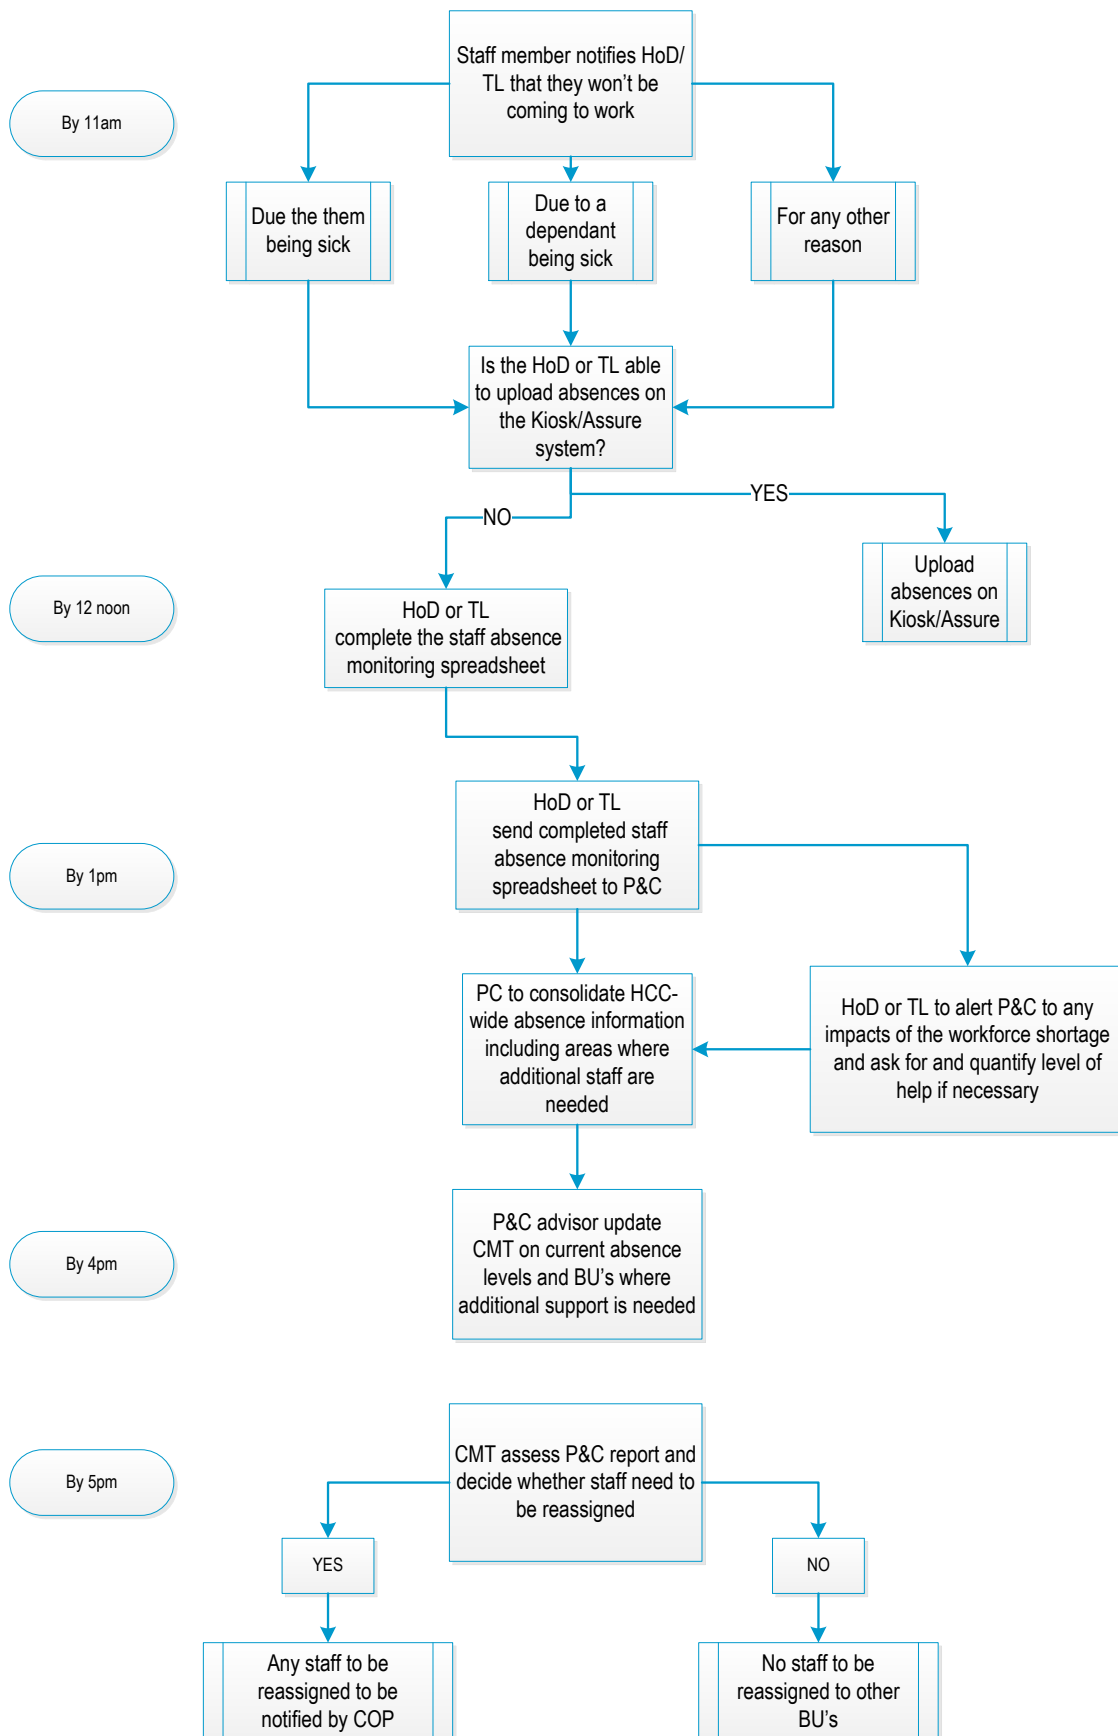 Staff member notifies HoD/
TL that they won't be
coming to work
By 11am
Due the them
being sick
Due to a
dependant
being sick
For any other
reason
Is the HoD or TL able
to upload absences on
the Kiosk/Assure
system?
YES
NO
Upload
absences on
Kiosk/Assure
By 12 noon
HoD or TL
complete the staff absence
monitoring spreadsheet
HoD or TL
send completed staff
absence monitoring
spreadsheet to P&C
By 1pm
PC to consolidate HCC-
wide absence information
including areas where
additional staff are
needed
HoD or TL to alert P&C to any
impacts of the workforce shortage
and ask for and quantify level of
help if necessary
P&C advisor update
CMT on current absence
levels and BU's where
additional support is needed
By 4pm
CMT assess P&C report and
decide whether staff need to
be reassigned
By 5pm
YES
NO
Any staff to be
reassigned to be
notified by COP
No staff to be
reassigned to other
BU's